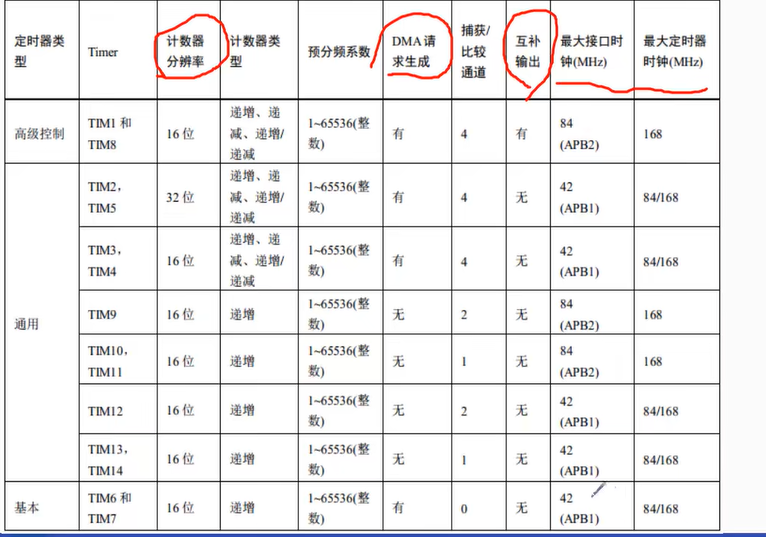 定时器类型 Timer 计数器分辨率 计数器类型 预分频系数 DMA 请求生成 捕获/比较通道 互补输出 最大接口时钟(MHz) 最大定时器时钟(MHz)
高级控制 TIM1 和 TIM8 16 位 递增、递减、递增/递减 1~65536(整数) 有 4 有 84 (APB2) 168
通用 TIM2, TIM5 32 位 递增、递减、递增/递减 1~65536(整数) 有 4 无 42 (APB1) 84/168
TIM3, TIM4 16 位 递增、递减、递增/递减 1~65536(整数) 有 4 无 42 (APB1) 84/168
TIM9 16 位 递增 1~65536(整数) 无 2 无 84 (APB2) 168
TIM10, TIM11 16 位 递增 1~65536(整数) 无 1 无 84 (APB2) 168
TIM12 16 位 递增 1~65536(整数) 无 2 无 42 (APB1) 84/168
TIM13, TIM14 16 位 递增 1~65536(整数) 无 1 无 42 (APB1) 84/168
基本 TIM6 和 TIM7 16 位 递增 1~65536(整数) 有 0 无 42 (APB1) 84/168